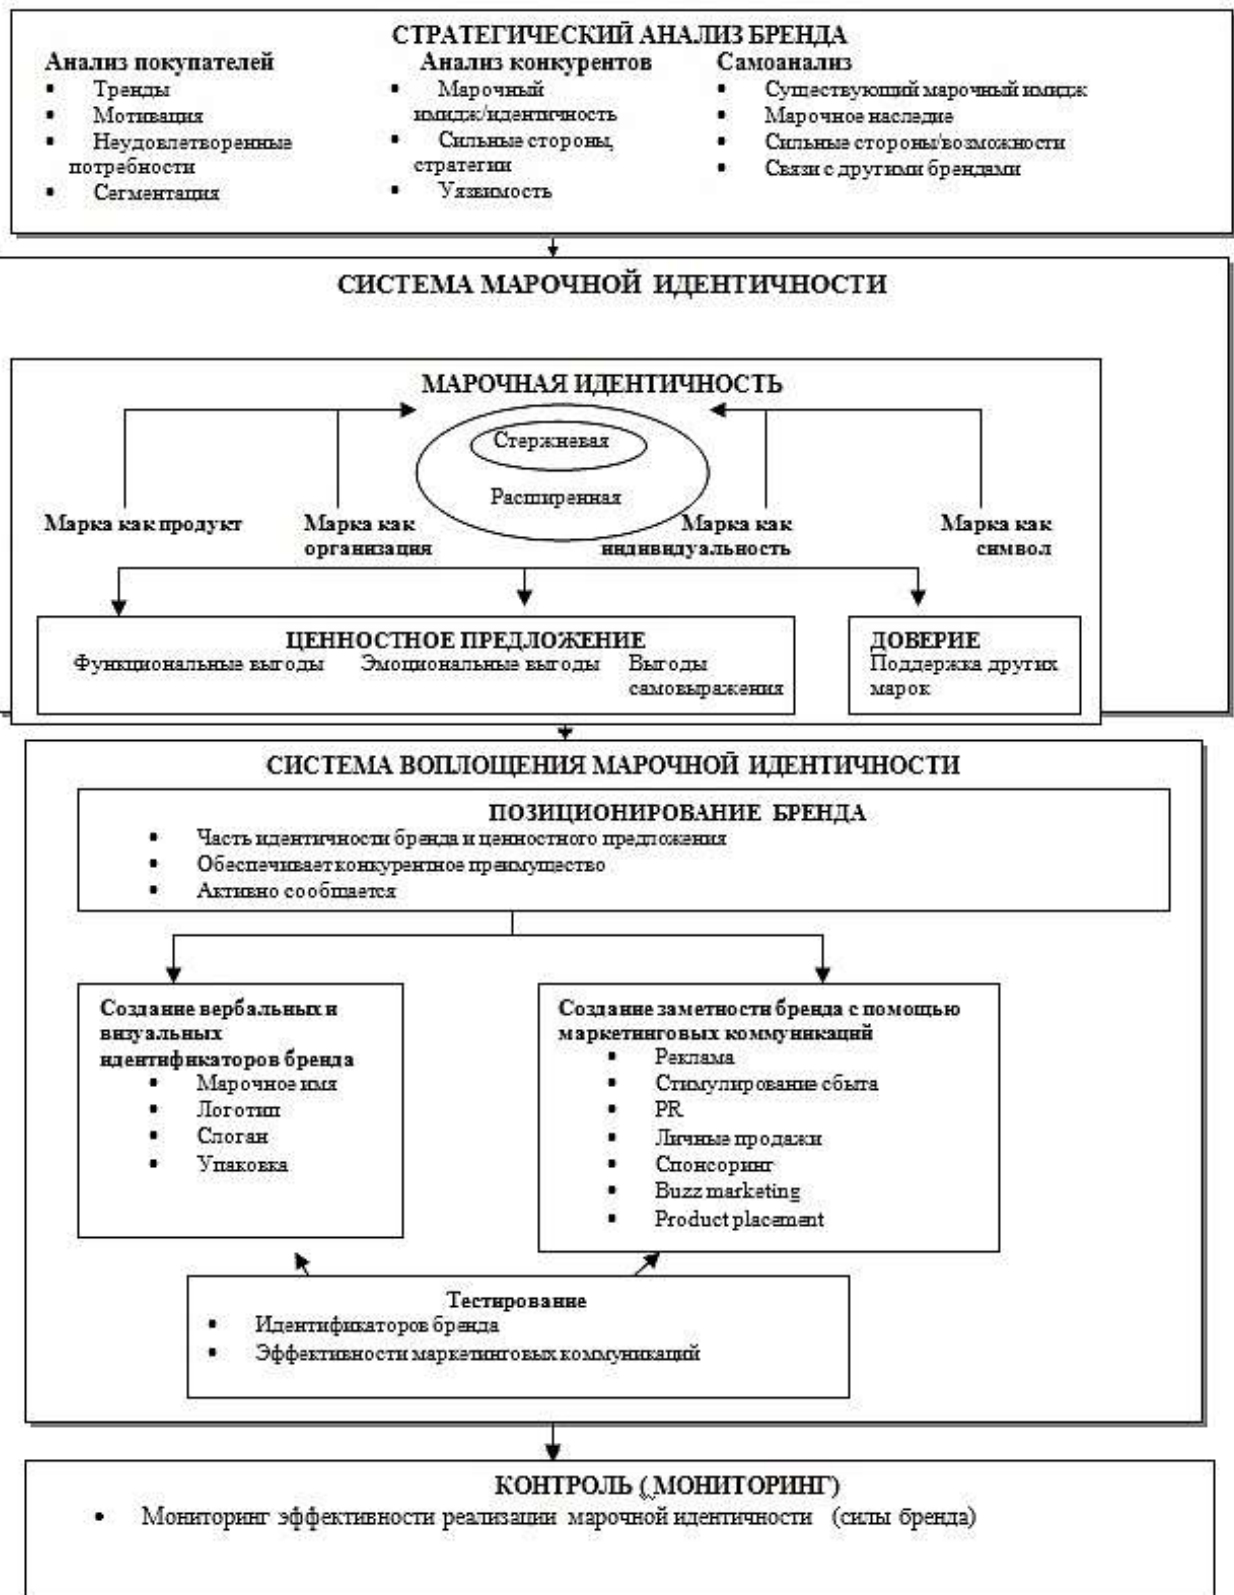 СТРАТЕГИЧЕСКИЙ АНАЛИЗ БРЕНДА
Анализ покупателей
• Тренды
• Мотивация
• Неудовлетворенные
потребности
• Сегментация
Анализ конкурентов
• Марочный
имидж/идентичность
• Сильные стороны,
стратегии
• Уязвимость
Самоанализ
• Существующий марочный имидж
• Марочное наследие
• Сильные стороны/возможности
• Связи с другими брендами
СИСТЕМА МАРОЧНОЙ ИДЕНТИЧНОСТИ
МАРОЧНАЯ ИДЕНТИЧНОСТЬ
Стержневая
Расширенная
Марка как продукт
Марка как
организация
Марка как
индивидуальность
Марка как
символ
ЦЕННОСТНОЕ ПРЕДЛОЖЕНИЕ
Функциональные выгоды
Эмоциональные выгоды
Выгоды
самовыражения
ДОВЕРИЕ
Поддержка других
марок
СИСТЕМА ВОПЛОЩЕНИЯ МАРОЧНОЙ ИДЕНТИЧНОСТИ
ПОЗИЦИОНИРОВАНИЕ БРЕНДА
• Часть идентичности бренда и ценностного предложения
• Обеспечивает конкурентное преимущество
• Активно сообщается
Создание вербальных и
визуальных
идентификаторов бренда
• Марочное имя
• Логотип
• Слоган
• Упаковка
Создание заметности бренда с помощью
маркетинговых коммуникаций
• Реклама
• Стимулирование сбыта
• PR
• Личные продажи
• Спонсоринг
• Buzz marketing
• Product placement
Тестирование
• Идентификаторов бренда
• Эффективности маркетинговых коммуникаций
КОНТРОЛЬ ( МОНИТОРИНГ)
• Мониторинг эффективности реализации марочной идентичности (силы бренда)